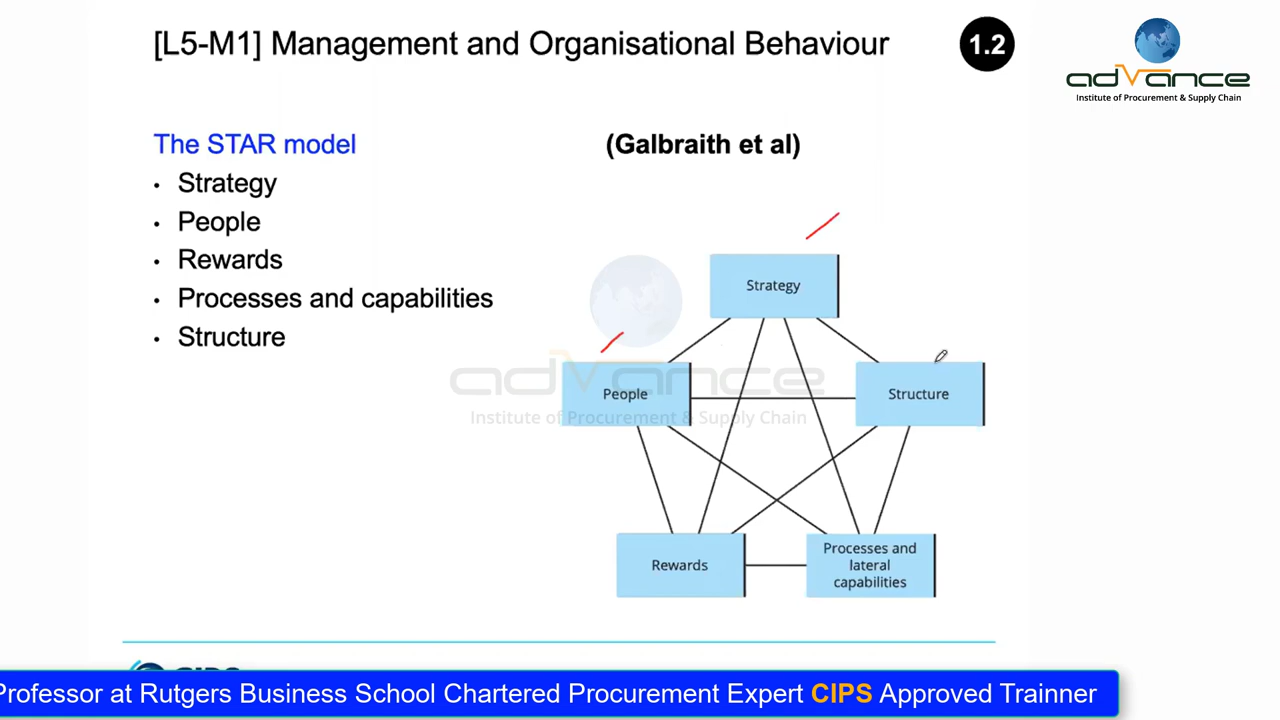 [L5-M1] Management and Organisational Behaviour
1.2
adVance
Institute of Procurement & Supply Chain
The STAR model
(Galbraith et al)
• Strategy
• People
• Rewards
• Processes and capabilities
• Structure
Strategy
People
Structure
adVance
Institute of Procurement & Supply Chain
Rewards
Processes and
lateral
capabilities
CIPS
Professor at Rutgers Business School Chartered Procurement Expert CIPS Approved Trainner